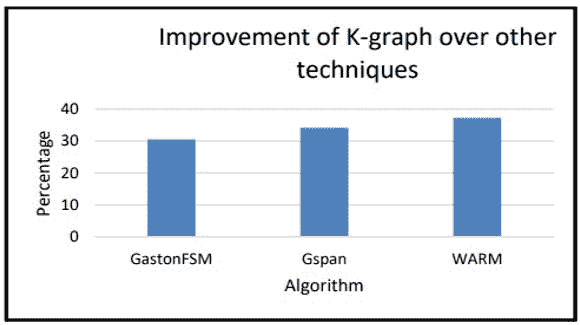 Improvement of K-graph over other
techniques
40
30
20
10
0
Percentage
GastonFSM Gspan WARM
Algorithm